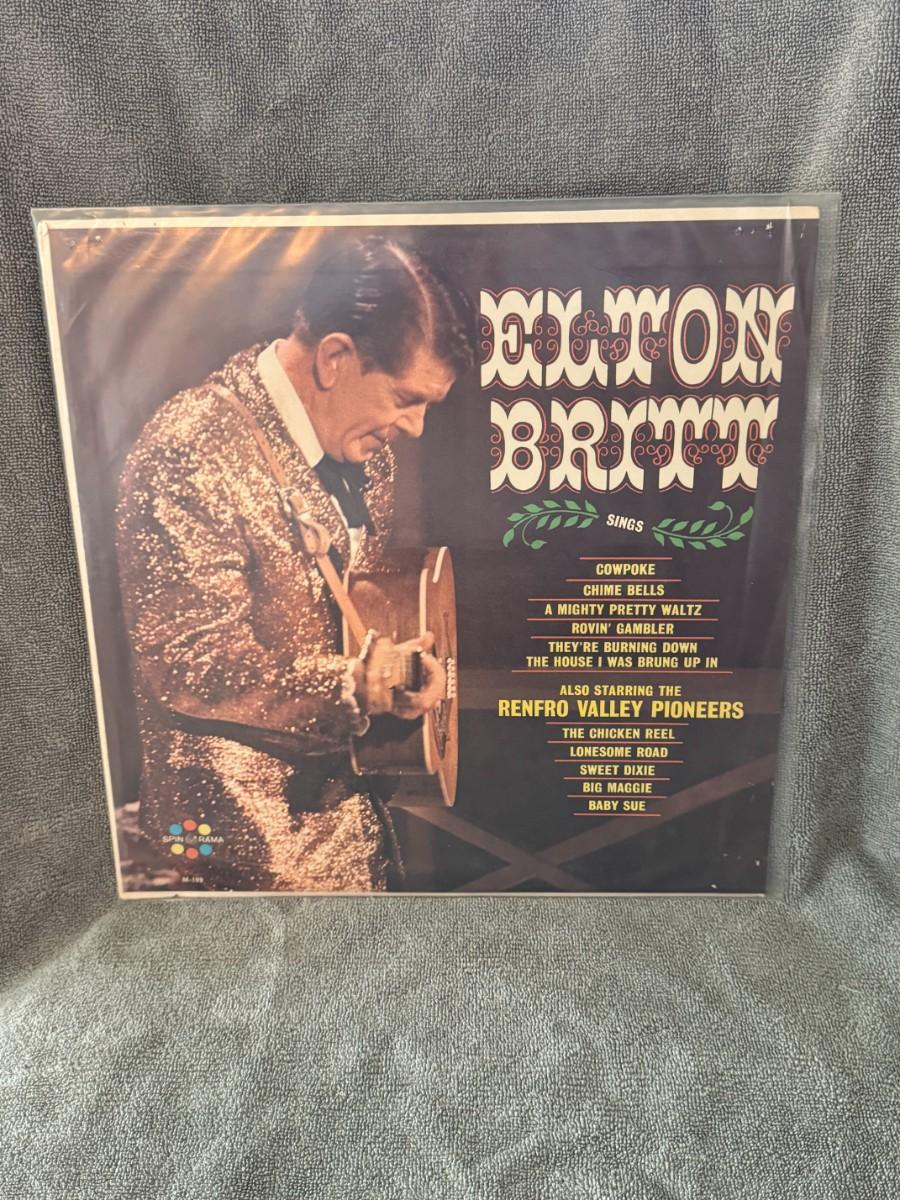 ELTON
BRITT
SINGS
COWPOKE
CHIME BELLS
A MIGHTY PRETTY WALTZ
ROVIN' GAMBLER
THEY'RE BURNING DOWN
THE HOUSE I WAS BRUNG UP IN
ALSO STARRING THE
RENFRO VALLEY PIONEERS
THE CHICKEN REEL
LONESOME ROAD
SWEET DIXIE
BIG MAGGIE
BABY SUE
SPIN RAMA